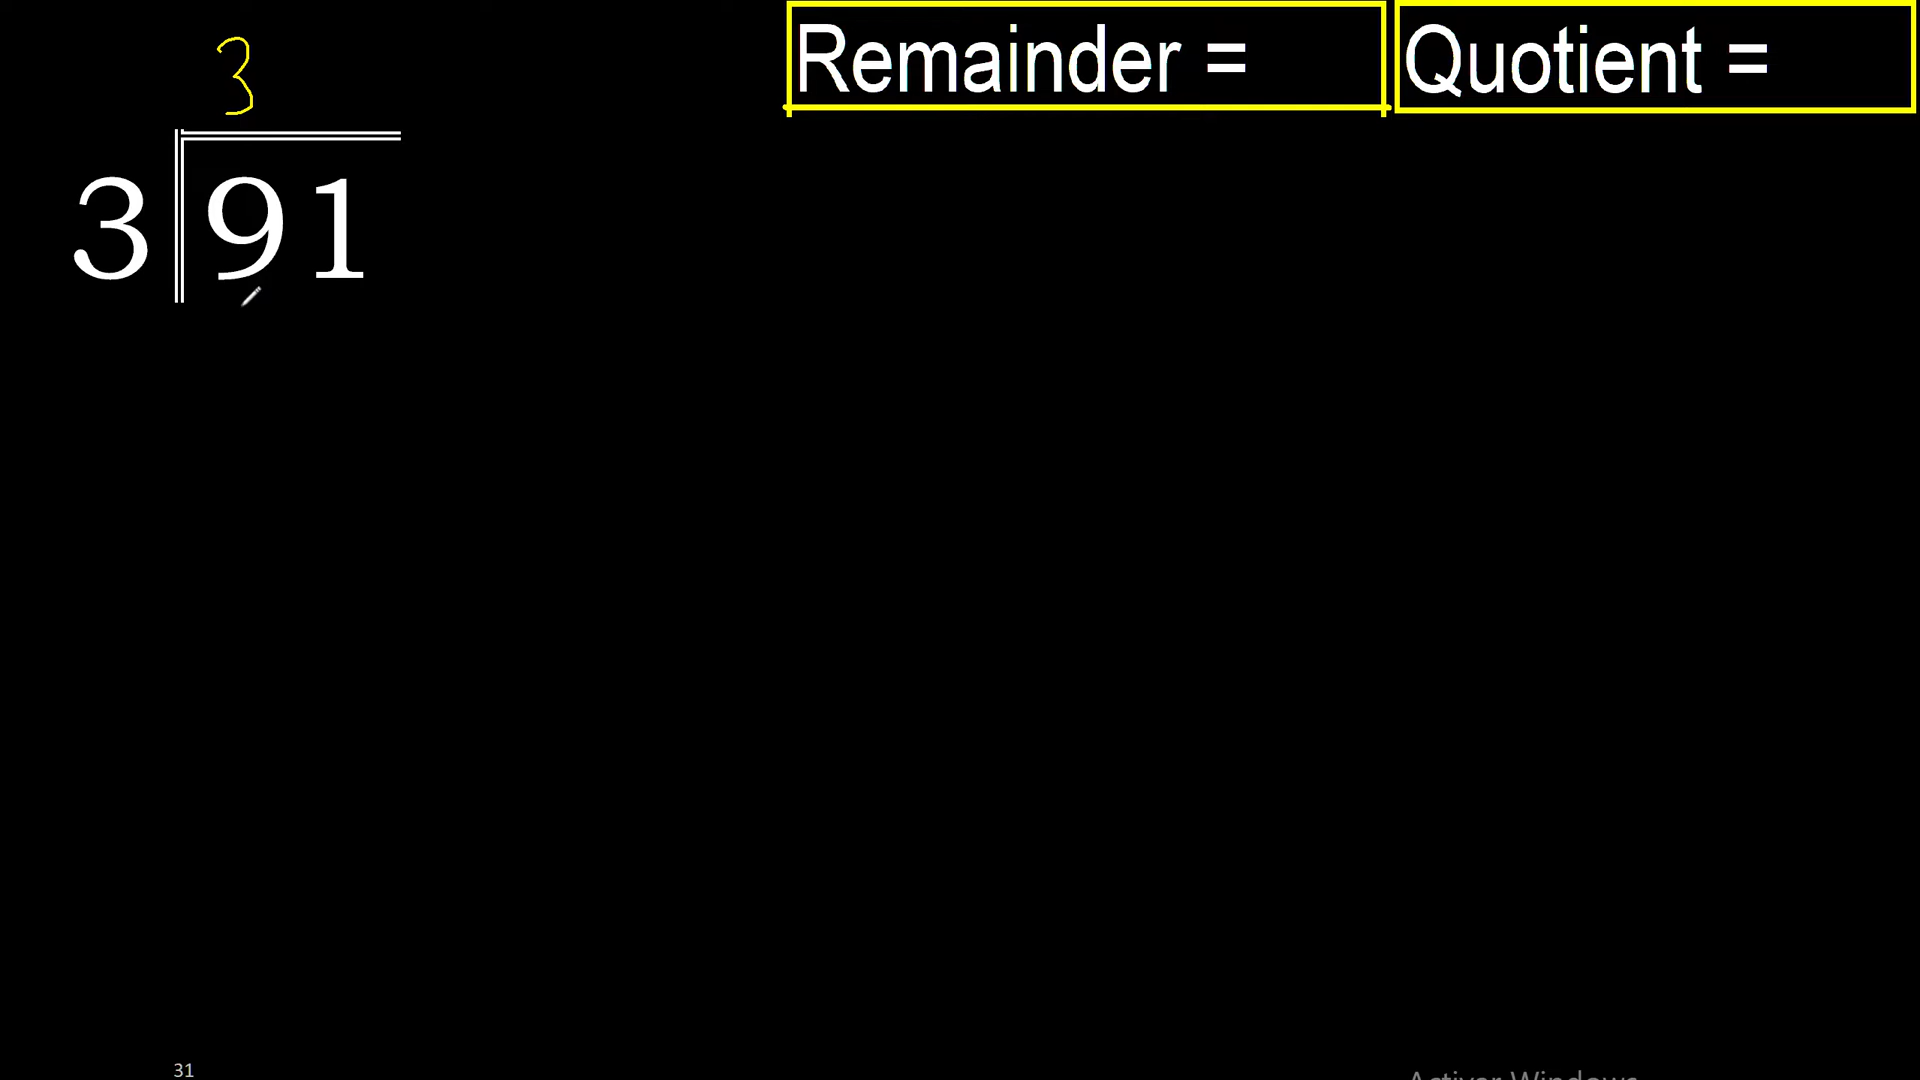 3
Remainder =
Quotient =
3 91
31